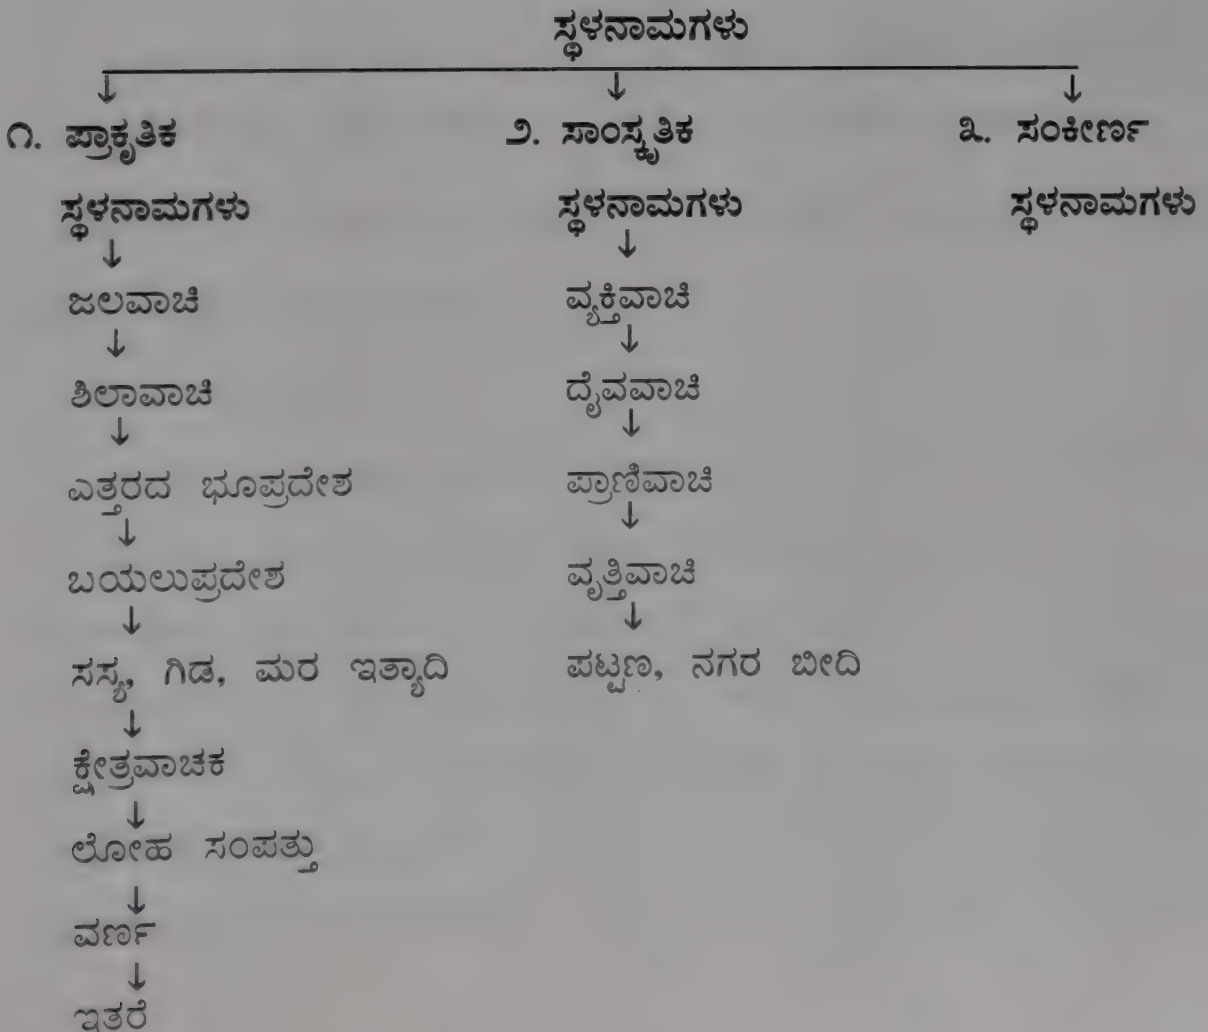 ಸ್ಥಳನಾಮಗಳು
೧. ಪ್ರಾಕೃತಿಕ
ಸ್ಥಳನಾಮಗಳು
↓
ಜಲವಾಚಿ
↓
ಶಿಲಾವಾಚಿ
↓
ಎತ್ತರದ ಭೂಪ್ರದೇಶ
↓
ಬಯಲುಪ್ರದೇಶ
↓
ಸಸ್ಯ, ಗಿಡ, ಮರ ಇತ್ಯಾದಿ
↓
ಕ್ಷೇತ್ರವಾಚಕ
↓
ಲೋಹ ಸಂಪತ್ತು
↓
ವರ್ಣ
↓
ಇತರೆ
೨. ಸಾಂಸ್ಕೃತಿಕ
ಸ್ಥಳನಾಮಗಳು
↓
ವ್ಯಕ್ತಿವಾಚಿ
↓
ದೈವವಾಚಿ
↓
ಪ್ರಾಣಿವಾಚಿ
↓
ವೃತ್ತಿವಾಚಿ
↓
ಪಟ್ಟಣ, ನಗರ ಬೀದಿ
೩. ಸಂಕೀರ್ಣ
ಸ್ಥಳನಾಮಗಳು